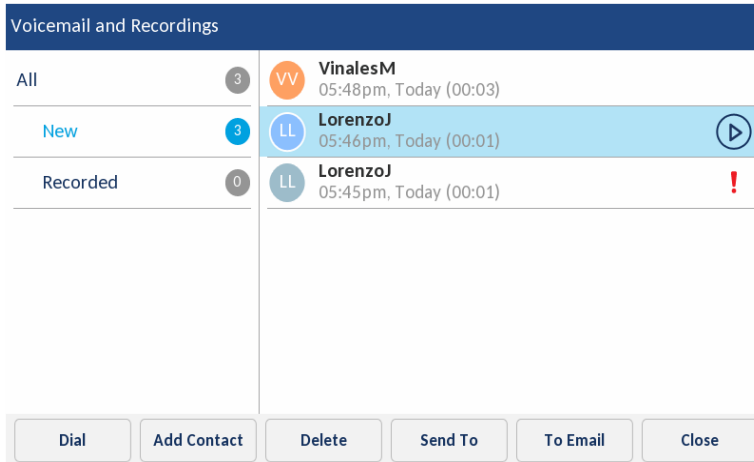 Voicemail and Recordings
All 3
New 3
Recorded 0
VV VinalesM
05:48pm, Today (00:03)
LL LorenzoJ
05:46pm, Today (00:01)
LL LorenzoJ
05:45pm, Today (00:01) !
Dial Add Contact Delete Send To To Email Close